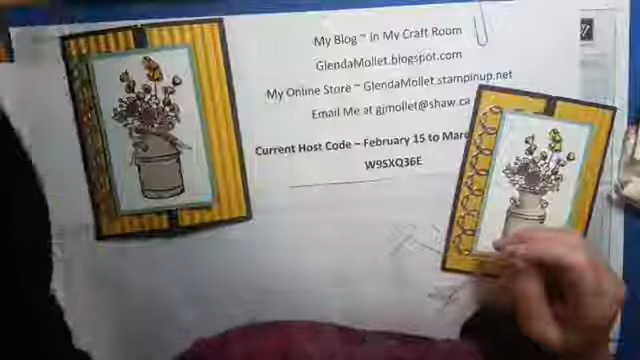 My Blog ~ In My Craft Room
GlendaMollet.blogspot.com
My Online Store ~ GlendaMollet.stampinup.net
Email Me at gjmollet@shaw.ca
Current Host Code – February 15 to Marc
W9SXQ36E